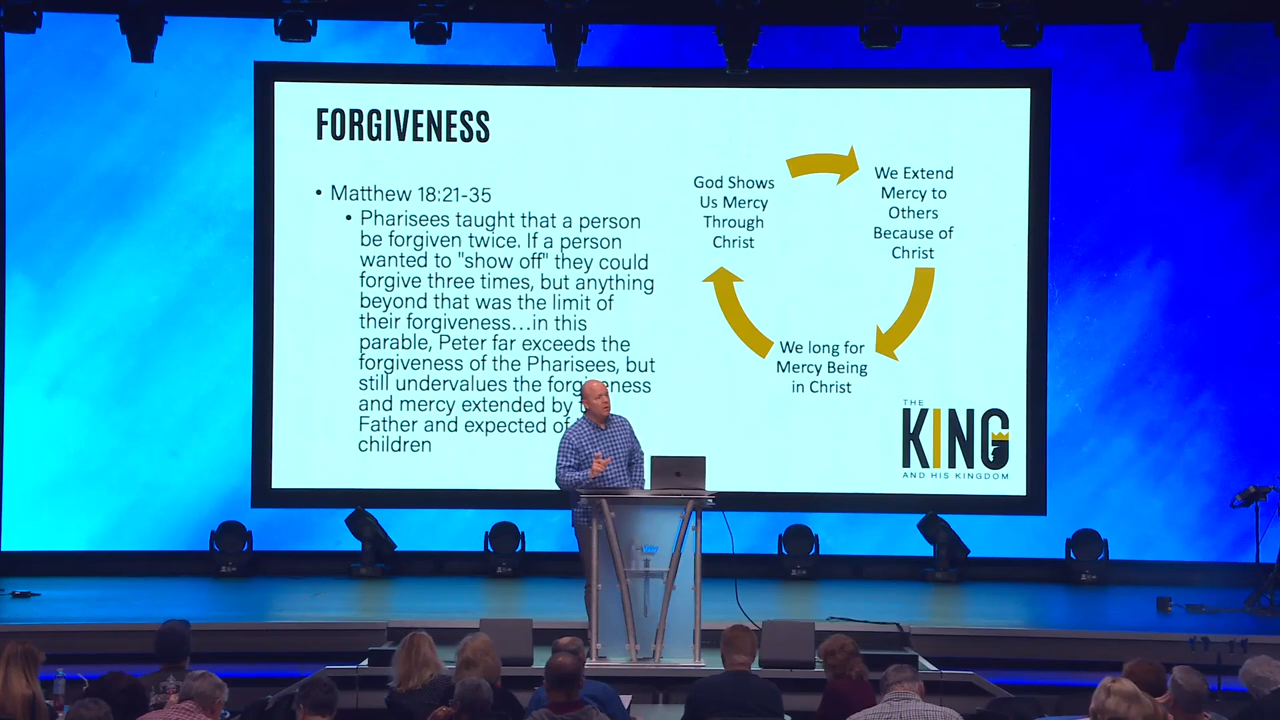 FORGIVENESS
• Matthew 18:21-35
• Pharisees taught that a person
be forgiven twice. If a person
wanted to "show off" they could
forgive three times, but anything
beyond that was the limit of
their forgiveness...in this
parable, Peter far exceeds the
forgiveness of the Pharisees, but
still undervalues the forgiveness
and mercy extended by
Father and expected of
children
God Shows
Us Mercy
Through
Christ
We Extend
Mercy to
Others
Because of
Christ
We long for
Mercy Being
in Christ
THE
KING
AND HIS KINGDOM